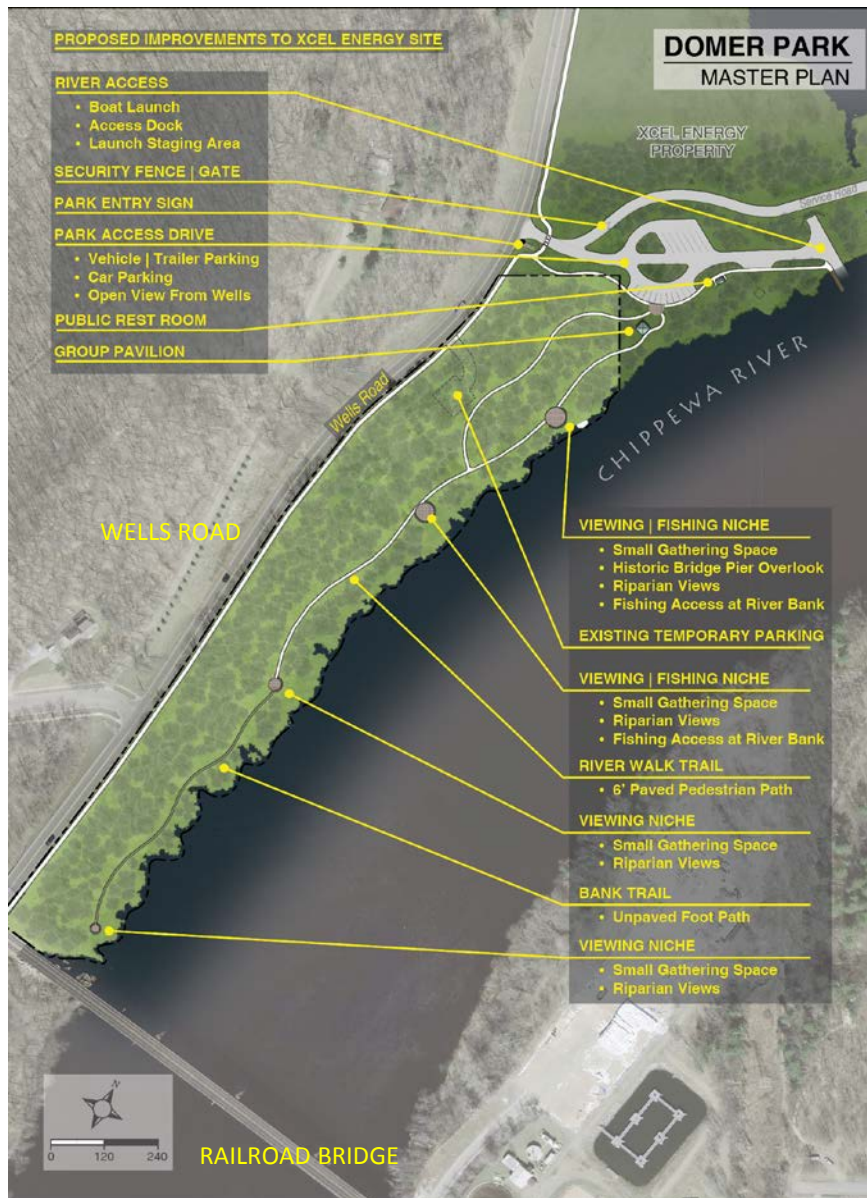 PROPOSED IMPROVEMENTS TO XCEL ENERGY SITE
DOMER PARK
MASTER PLAN
RIVER ACCESS
• Boat Launch
• Access Dock
• Launch Staging Area
SECURITY FENCE | GATE
PARK ENTRY SIGN
PARK ACCESS DRIVE
• Vehicle | Trailer Parking
• Car Parking
• Open View From Wells
PUBLIC REST ROOM
GROUP PAVILION
XCEL ENERGY
PROPERTY
Service Road
Wells Road
CHIPPEWA RIVER
WELLS ROAD
VIEWING | FISHING NICHE
• Small Gathering Space
• Historic Bridge Pier Overlook
• Riparian Views
• Fishing Access at River Bank
EXISTING TEMPORARY PARKING
VIEWING | FISHING NICHE
• Small Gathering Space
• Riparian Views
• Fishing Access at River Bank
RIVER WALK TRAIL
• 6' Paved Pedestrian Path
VIEWING NICHE
• Small Gathering Space
• Riparian Views
BANK TRAIL
• Unpaved Foot Path
VIEWING NICHE
• Small Gathering Space
• Riparian Views
N
0 120 240
RAILROAD BRIDGE